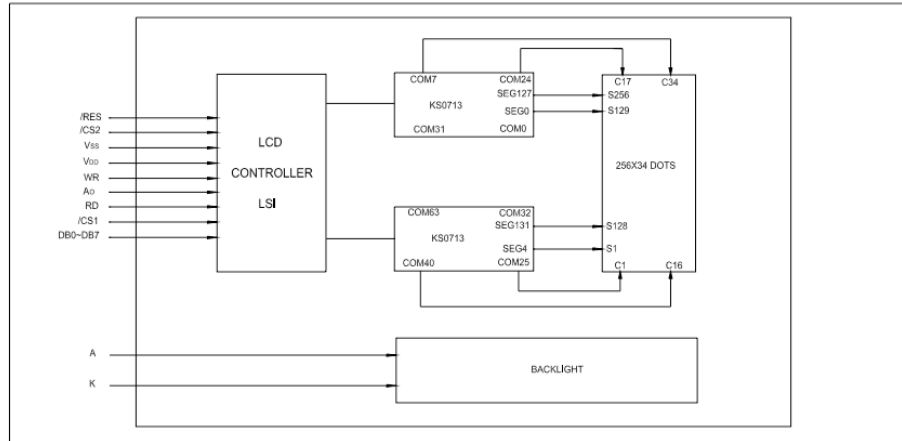 COM7
COM24
C17
C34
SEG127
S256
KS0713
SEG0
S129
COM31
COM0
/RES
/CS2
VSS
VDD
WR
A0
RD
/CS1
DB0~DB7
LCD
CONTROLLER
LSI
256X34 DOTS
COM63
COM32
SEG131
S128
KS0713
SEG4
S1
COM40
COM25
C1
C16
A
K
BACKLIGHT